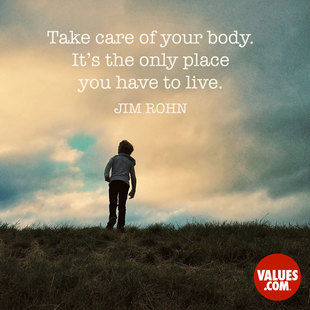 Take care of your body.
It's the only place
you have to live.
JIM ROHN
VALUES
.COM